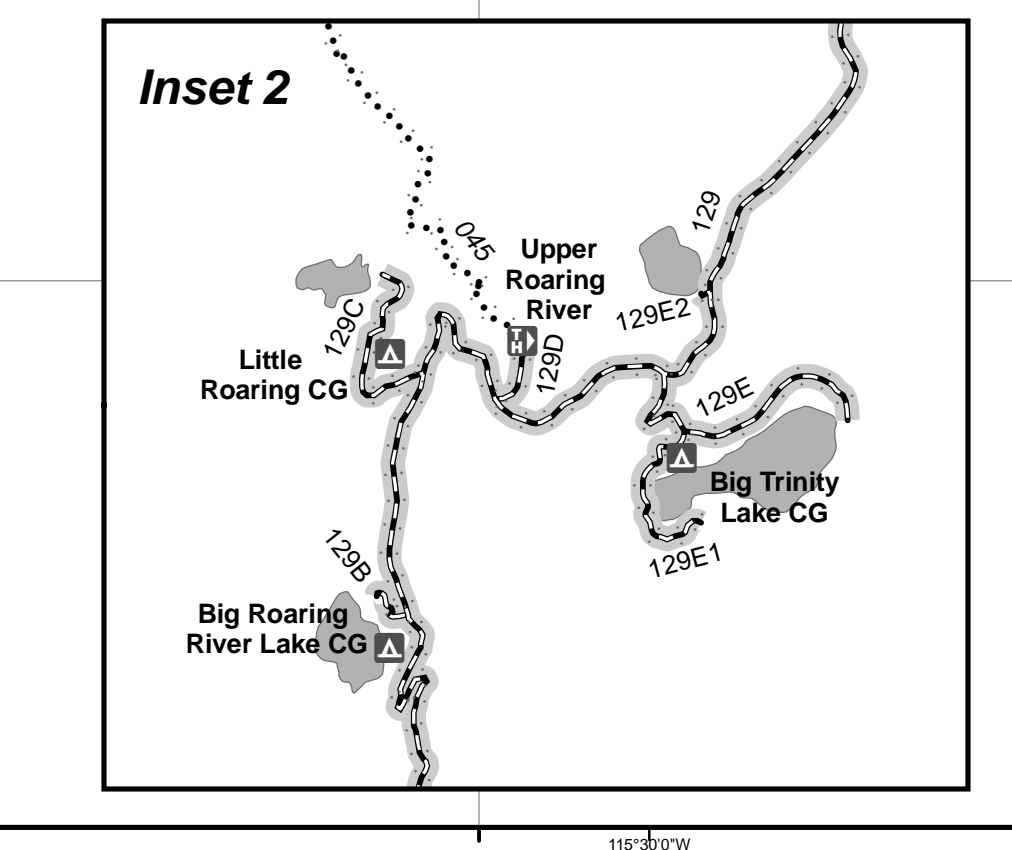 Inset 2
045
129
Upper
Roaring
River
129E2
129C
129D
Little
Roaring CG
129E
Big Trinity
Lake CG
129E1
129B
Big Roaring
River Lake CG
TH
115°30'0"W